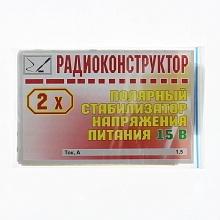 РАДИОКОНСТРУКТОР
2 х
ПОЛЯРНЫЙ
СТАБИЛИЗАТОР
НАПРЯЖЕНИЯ
ПИТАНИЯ 15 В
Ток, А 1,5